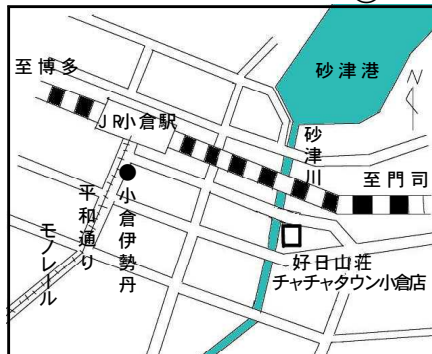 至博多
砂津港
N
JR小倉駅
砂津川
至門司
小倉伊勢丹
平和通り
モノレール
好日山荘
チャチャタウン小倉店